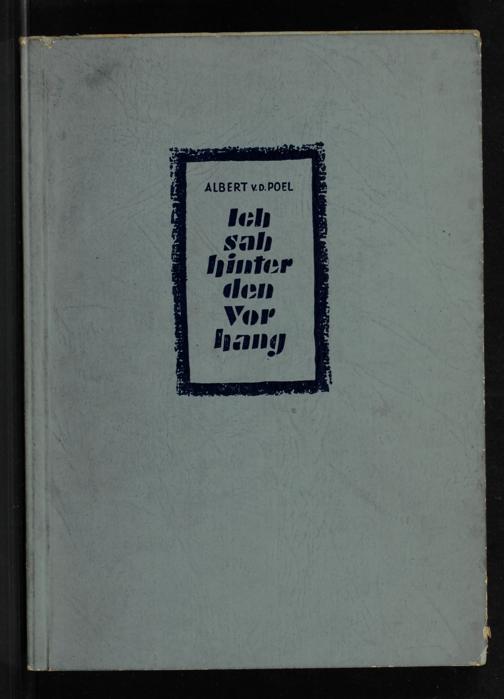 ALBERT v.D. POEL
Ich
sah
hinter
den
Vor
hang